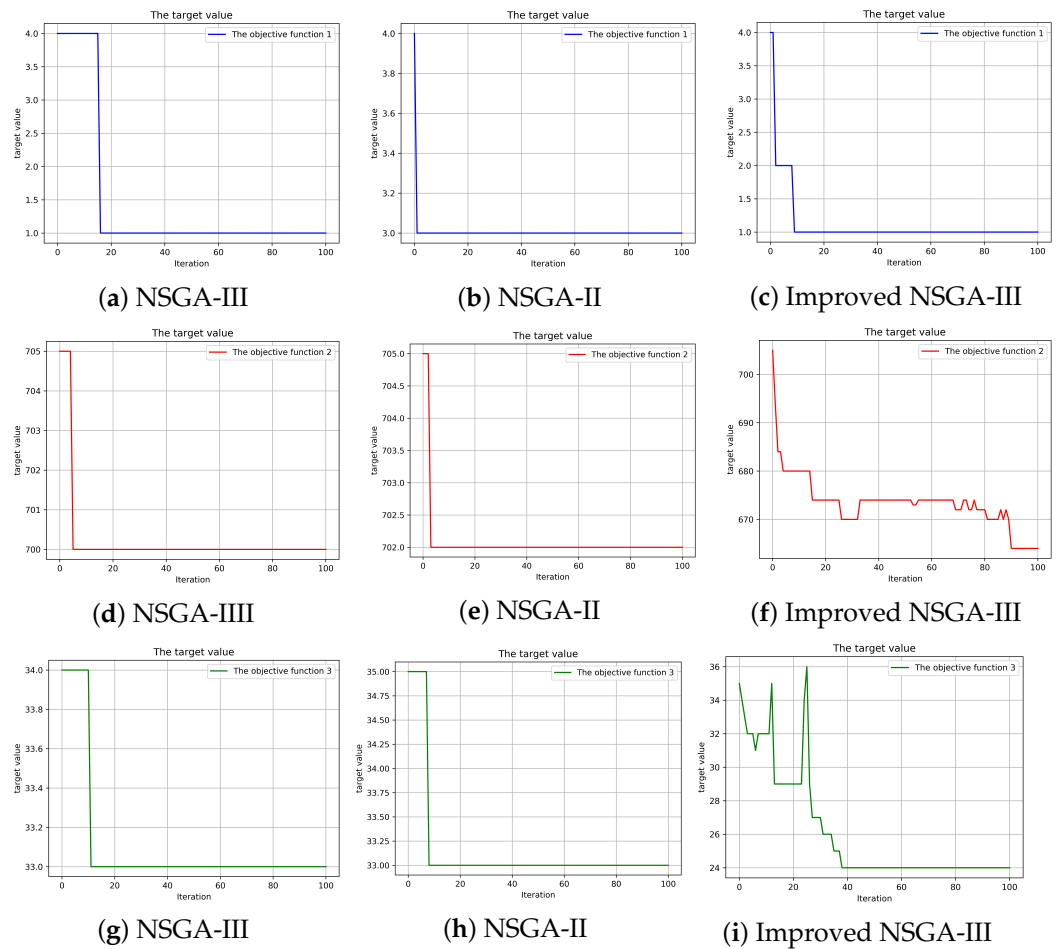 The target value
The objective function 1
4.0
3.5
3.0
2.5
2.0
1.5
1.0
target value
0 20 40 60 80 100
Iteration
(a) NSGA-III
The target value
The objective function 1
4.0
3.8
3.6
3.4
3.2
3.0
target value
0 20 40 60 80 100
Iteration
(b) NSGA-II
The target value
The objective function 1
4.0
3.5
3.0
2.5
2.0
1.5
1.0
target value
0 20 40 60 80 100
Iteration
(c) Improved NSGA-III
The target value
The objective function 2
705
704
703
702
701
700
target value
0 20 40 60 80 100
Iteration
(d) NSGA-IIII
The target value
The objective function 2
705.0
704.5
704.0
703.5
703.0
702.5
702.0
target value
0 20 40 60 80 100
Iteration
(e) NSGA-II
The target value
The objective function 2
700
690
680
670
target value
0 20 40 60 80 100
Iteration
(f) Improved NSGA-III
The target value
The objective function 3
34.0
33.8
33.6
33.4
33.2
33.0
target value
0 20 40 60 80 100
Iteration
(g) NSGA-III
The target value
The objective function 3
35.00
34.75
34.50
34.25
34.00
33.75
33.50
33.25
33.00
target value
0 20 40 60 80 100
Iteration
(h) NSGA-II
The target value
The objective function 3
36
34
32
30
28
26
24
target value
0 20 40 60 80 100
Iteration
(i) Improved NSGA-III